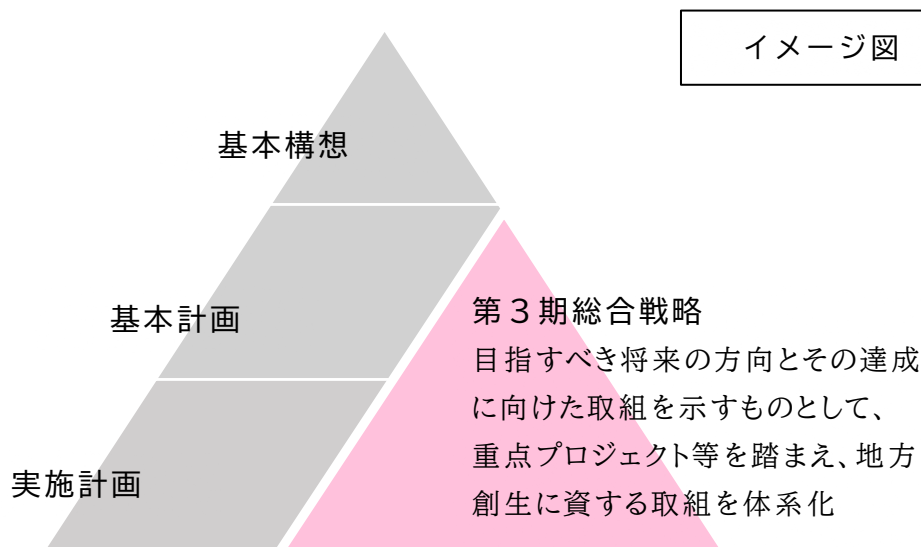 イメージ図
基本構想
基本計画
実施計画
第３期総合戦略
目指すべき将来の方向とその達成
に向けた取組を示すものとして、
重点プロジェクト等を踏まえ、地方
創生に資する取組を体系化